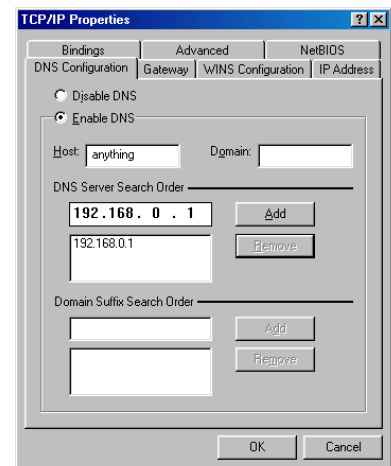 TCP/IP Properties
Bindings Advanced NetBIOS
DNS Configuration Gateway WINS Configuration IP Address
Disable DNS
Enable DNS
Host: anything Domain:
DNS Server Search Order
192.168. 0 . 1 Add
192.168.0.1 Remove
Domain Suffix Search Order
Add
Remove
OK Cancel